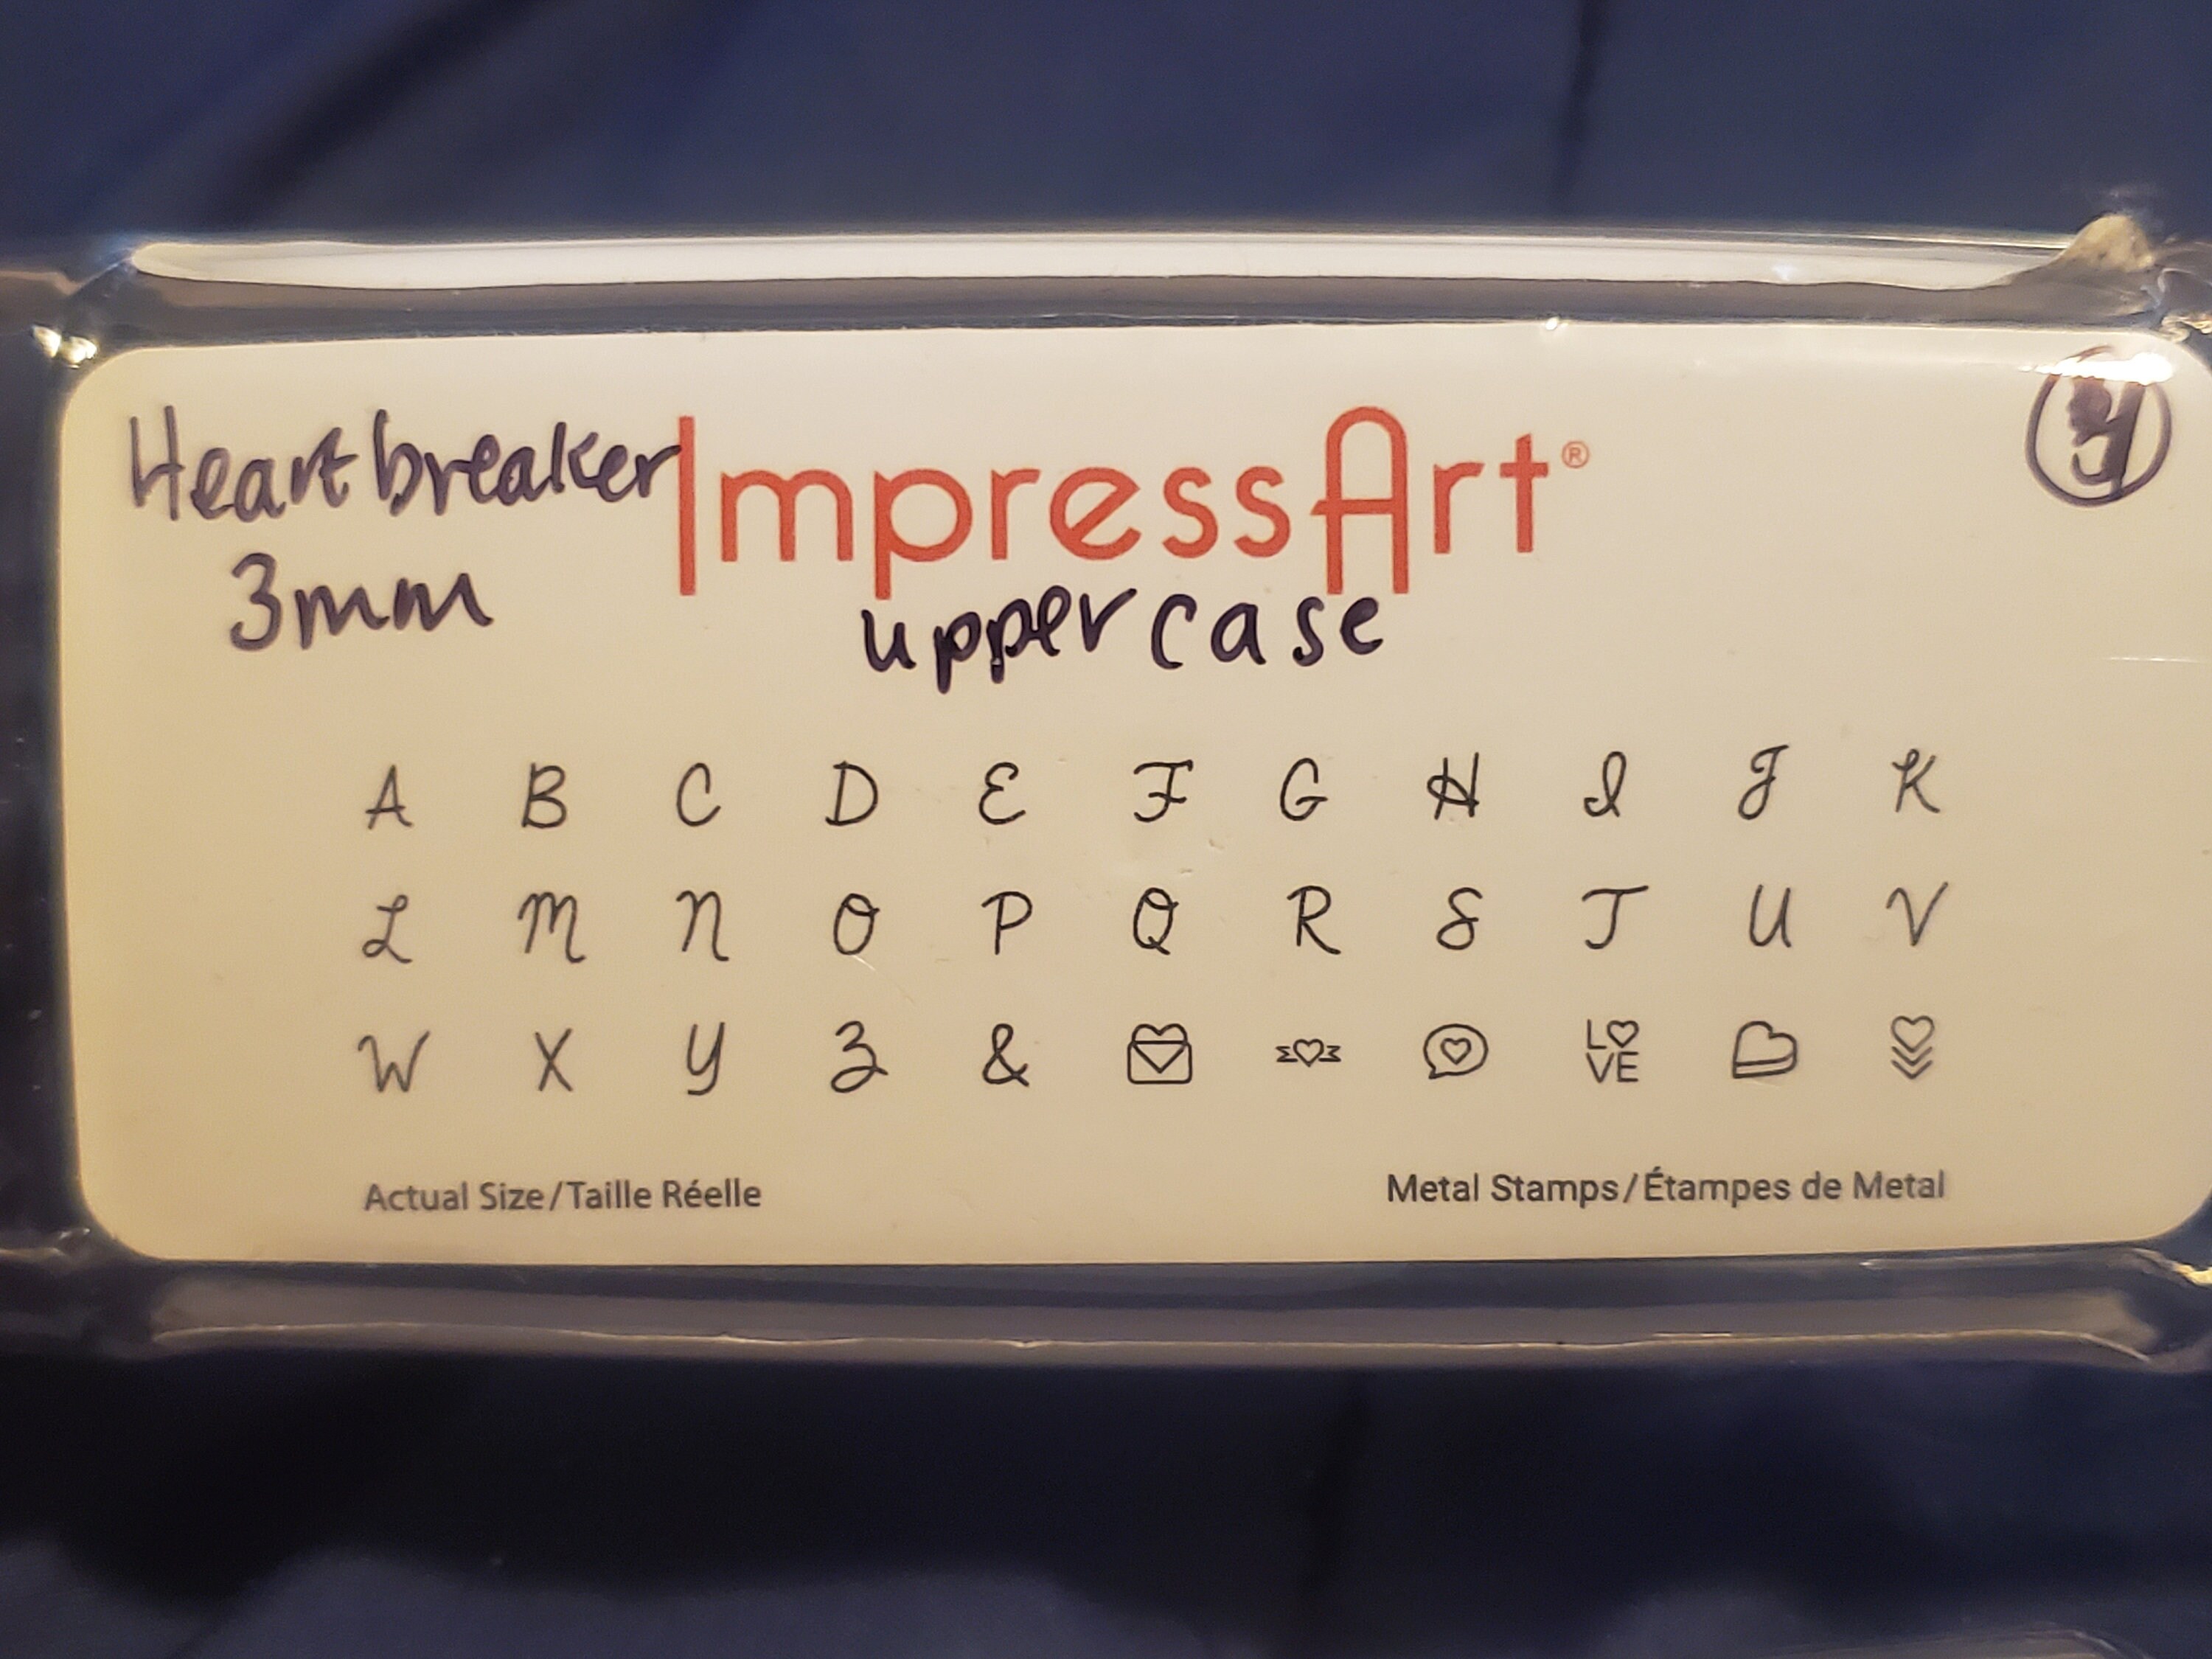 Heartbreaker ImpressArt®
3mm
uppercase
A B C D E F G H I J K
L M N O P Q R S T U V
W X Y Z & LOVE
Actual Size/Taille Réelle Metal Stamps/Étampes de Metal